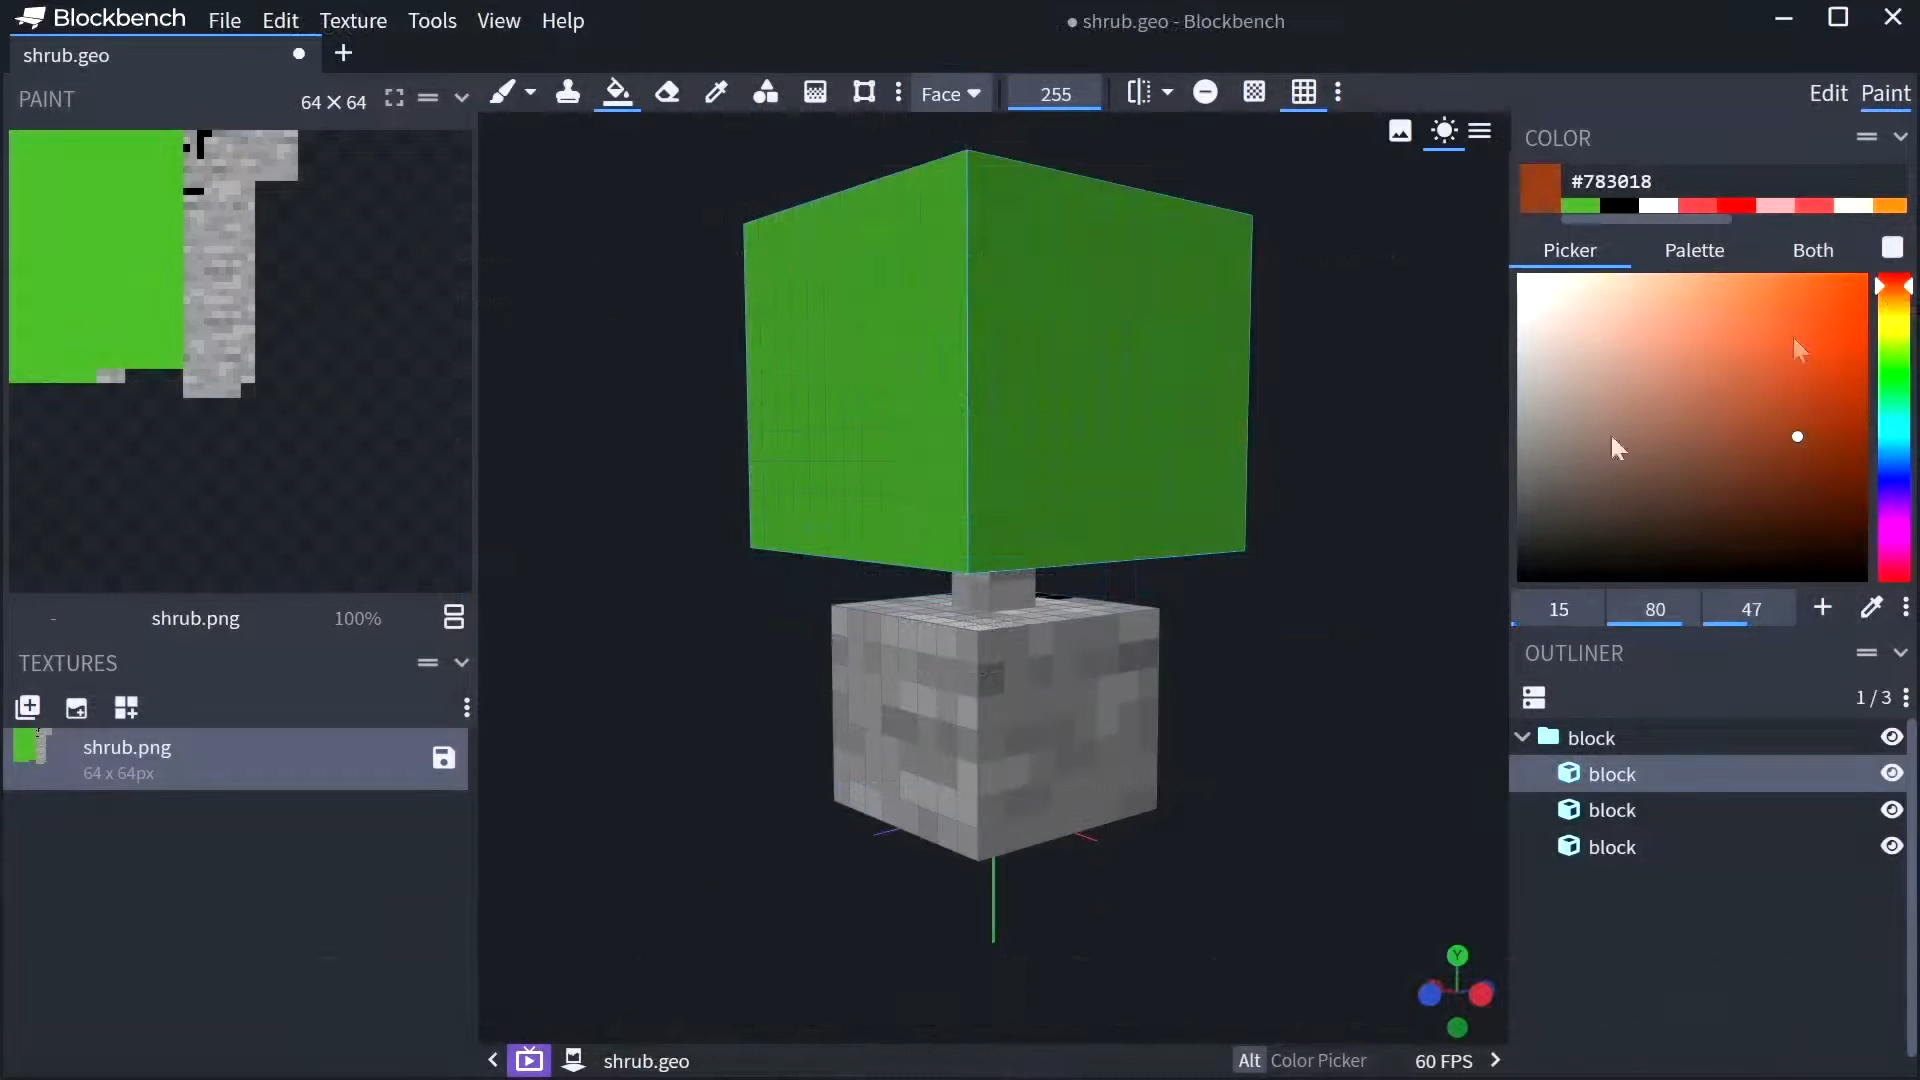 Blockbench File Edit Texture Tools View Help
shrub.geo - Blockbench
shrub.geo
PAINT 64 × 64
Face 255
Edit Paint
COLOR
#783018
Picker Palette Both
15 80 47
- shrub.png 100%
TEXTURES
shrub.png
64 x 64px
OUTLINER
1 / 3
block
block
block
block
Y
shrub.geo
Alt Color Picker 60 FPS